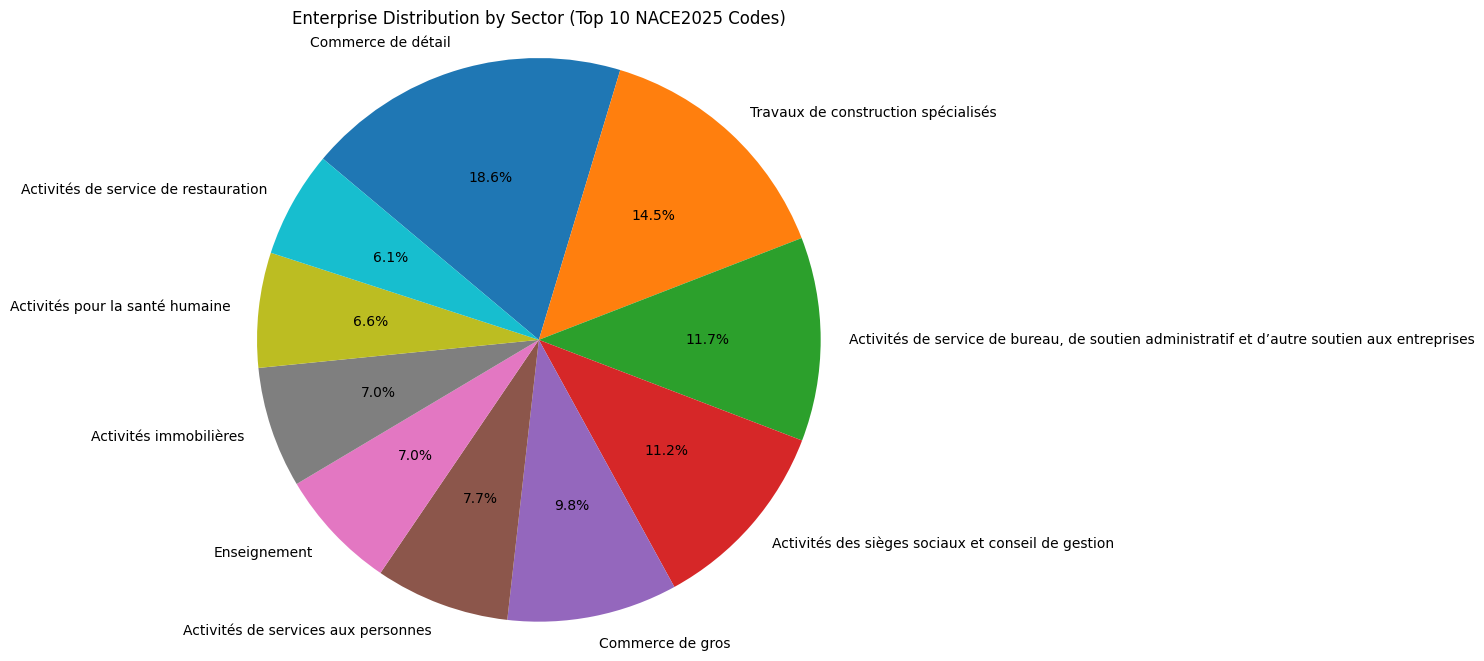 Enterprise Distribution by Sector (Top 10 NACE2025 Codes)
Commerce de détail
18.6%
Travaux de construction spécialisés
14.5%
Activités de service de bureau, de soutien administratif et d’autre soutien aux entreprises
11.7%
Activités des sièges sociaux et conseil de gestion
11.2%
Commerce de gros
9.8%
Activités de services aux personnes
7.7%
Enseignement
7.0%
Activités immobilières
7.0%
Activités pour la santé humaine
6.6%
Activités de service de restauration
6.1%